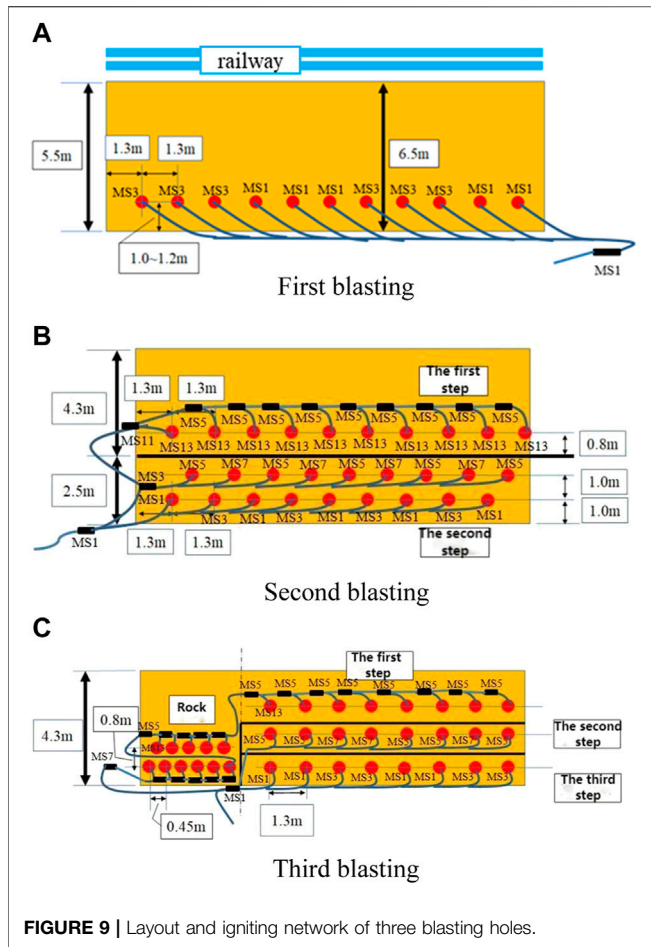 A
railway
5.5m
1.3m
1.3m
6.5m
MS3 MS3 MS3 MS1 MS1 MS1 MS3 MS3 MS3 MS1 MS1
1.0~1.2m
MS1
First blasting
B
The first
step
4.3m
1.3m
1.3m
MS5 MS5 MS5 MS5 MS5 MS5 MS5 MS5 MS5
MS11
MS13 MS13 MS13 MS13 MS13 MS13 MS13 MS13 MS13 MS13
0.8m
2.5m
MS3
MS5 MS7 MS5 MS7 MS7 MS5 MS5 MS7 MS5
1.0m
MS1
MS3 MS1 MS3 MS1 MS1 MS1 MS3 MS1
1.0m
MS1
1.3m
1.3m
The second
step
Second blasting
C
The first
step
4.3m
MS5 MS5 MS5 MS5 MS5 MS5 MS5 MS5
Rock
MS13
0.8m
MS5
MS7
MS5 MS7 MS7 MS5 MS5 MS7 MS7
The second
step
MS1 MS1 MS3 MS3 MS1 MS1 MS3 MS3
The third
step
MS1
0.45m
1.3m
Third blasting
FIGURE 9 | Layout and igniting network of three blasting holes.